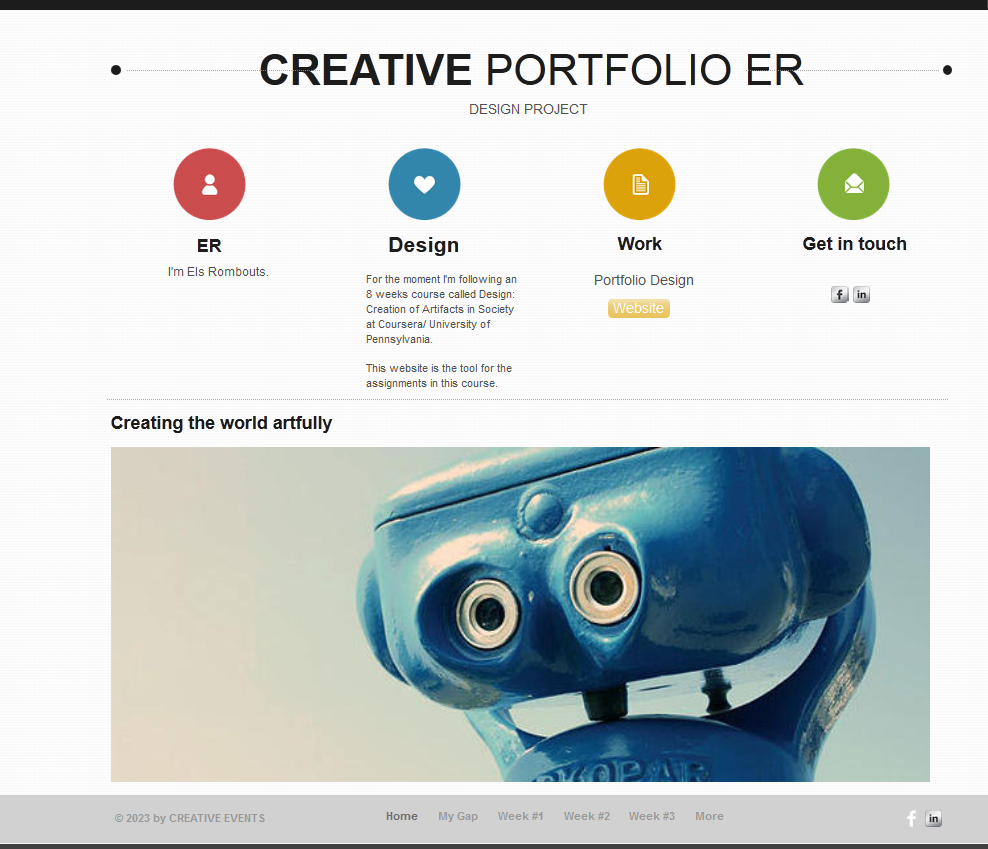 CREATIVE PORTFOLIO ER
DESIGN PROJECT
ER
I'm Els Rombouts.
Design
For the moment I'm following an
8 weeks course called Design:
Creation of Artifacts in Society
at Coursera/ University of
Pennsylvania.
This website is the tool for the
assignments in this course.
Work
Portfolio Design
Website
Get in touch
f in
Creating the world artfully
© 2023 by CREATIVE EVENTS
Home My Gap Week #1 Week #2 Week #3 More
f in